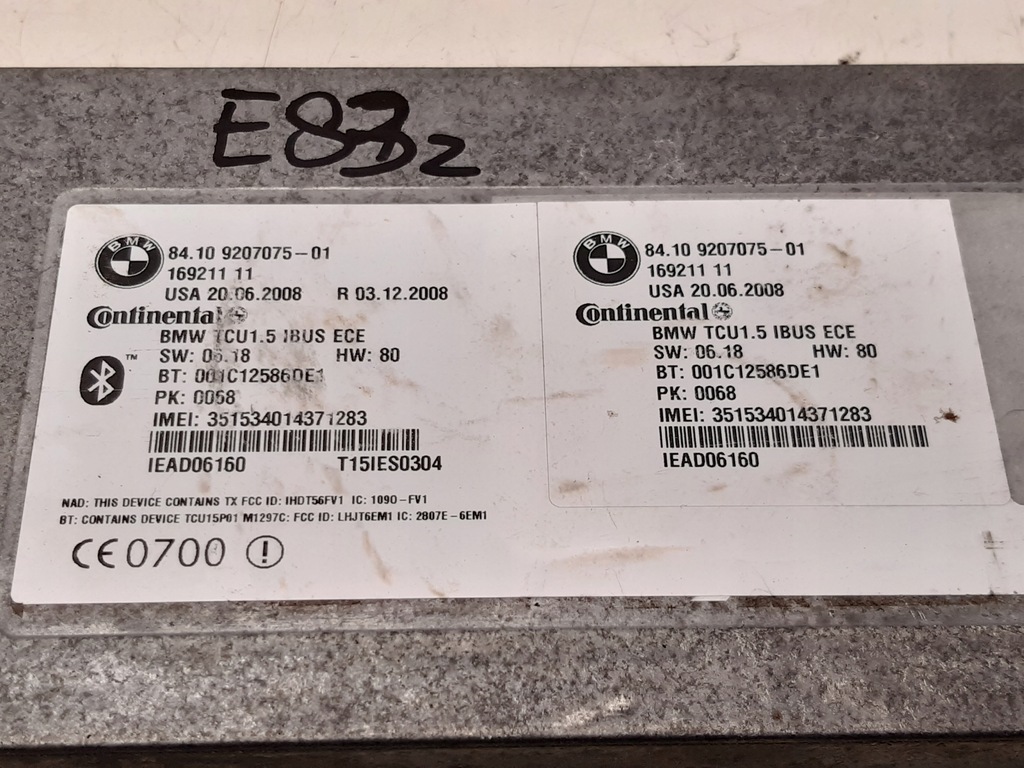 E83z
BMW
84.10 9207075-01
169211 11
USA 20.06.2008 R 03.12.2008
Continental
BMW TCU1.5 IBUS ECE
™
SW: 06.18 HW: 80
BT: 001C12586DE1
PK: 0068
IMEI: 351534014371283
IEAD06160 T15IES0304
NAD: THIS DEVICE CONTAINS TX FCC ID: IHDT56FV1 IC: 1090-FV1
BT: CONTAINS DEVICE TCU15P01 M1297C: FCC ID: LHJT6EM1 IC: 2807E-6EM1
CE0700 !
BMW
84.10 9207075-01
169211 11
USA 20.06.2008
Continental
BMW TCU1.5 IBUS ECE
SW: 06.18 HW: 80
BT: 001C12586DE1
PK: 0068
IMEI: 351534014371283
IEAD06160